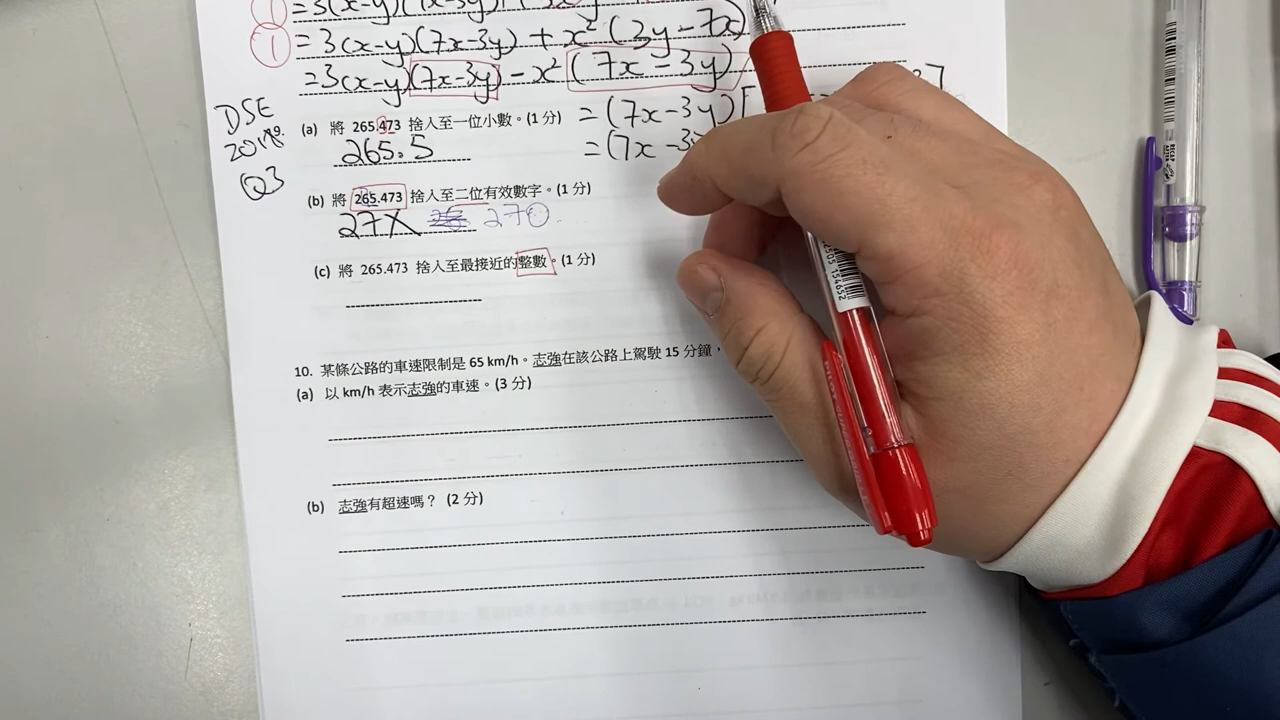 ① =3(x-y)(7x-3y)+
① =3(x-y)(7x-3y) + x² (3y-7x)
=3(x-y)(7x-3y) - x² (7x-3y)
=(7x-3y)[
=(7x
DSE
Q3
(a) 將 265.473 捨入至一位小數。(1 分)
265.5
(b) 將 265.473 捨入至二位有效數字。(1 分)
27X 270
(c) 將 265.473 捨入至最接近的整數。(1 分)
10. 某條公路的車速限制是 65 km/h。志強在該公路上駕駛 15 分鐘，
(a) 以 km/h 表示志強的車速。(3 分)
(b) 志強有超速嗎？ (2 分)